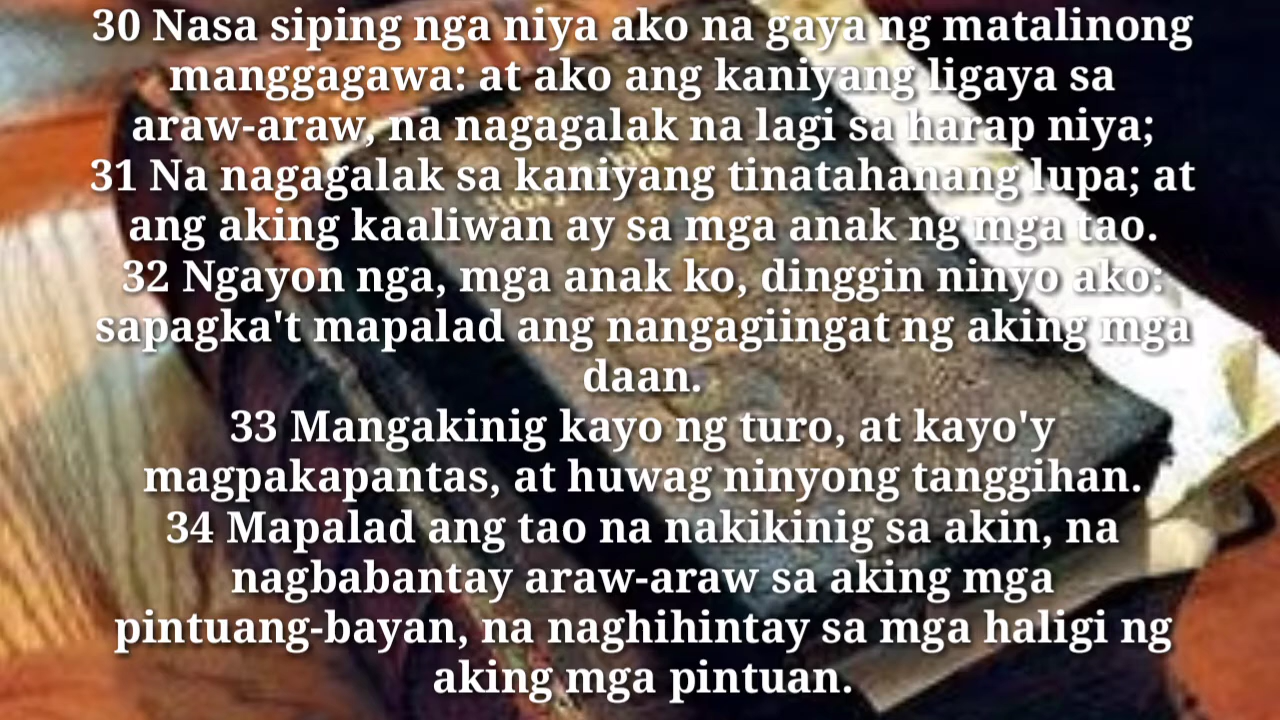 30 Nasa siping nga niya ako na gaya ng matalinong
manggagawa: at ako ang kaniyang ligaya sa
araw-araw, na nagagalak na lagi sa harap niya;
31 Na nagagalak sa kaniyang tinatahanang lupa; at
ang aking kaaliwan ay sa mga anak ng mga tao.
32 Ngayon nga, mga anak ko, dinggin ninyo ako:
sapagka't mapalad ang nangagiingat ng aking mga
daan.
33 Mangakinig kayo ng turo, at kayo'y
magpakapantas, at huwag ninyong tanggihan.
34 Mapalad ang tao na nakikinig sa akin, na
nagbabantay araw-araw sa aking mga
pintuang-bayan, na naghihintay sa mga haligi ng
aking mga pintuan.
Holy Bible